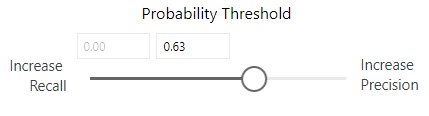 Probability Threshold
0.00 0.63
Increase
Recall
Increase
Precision